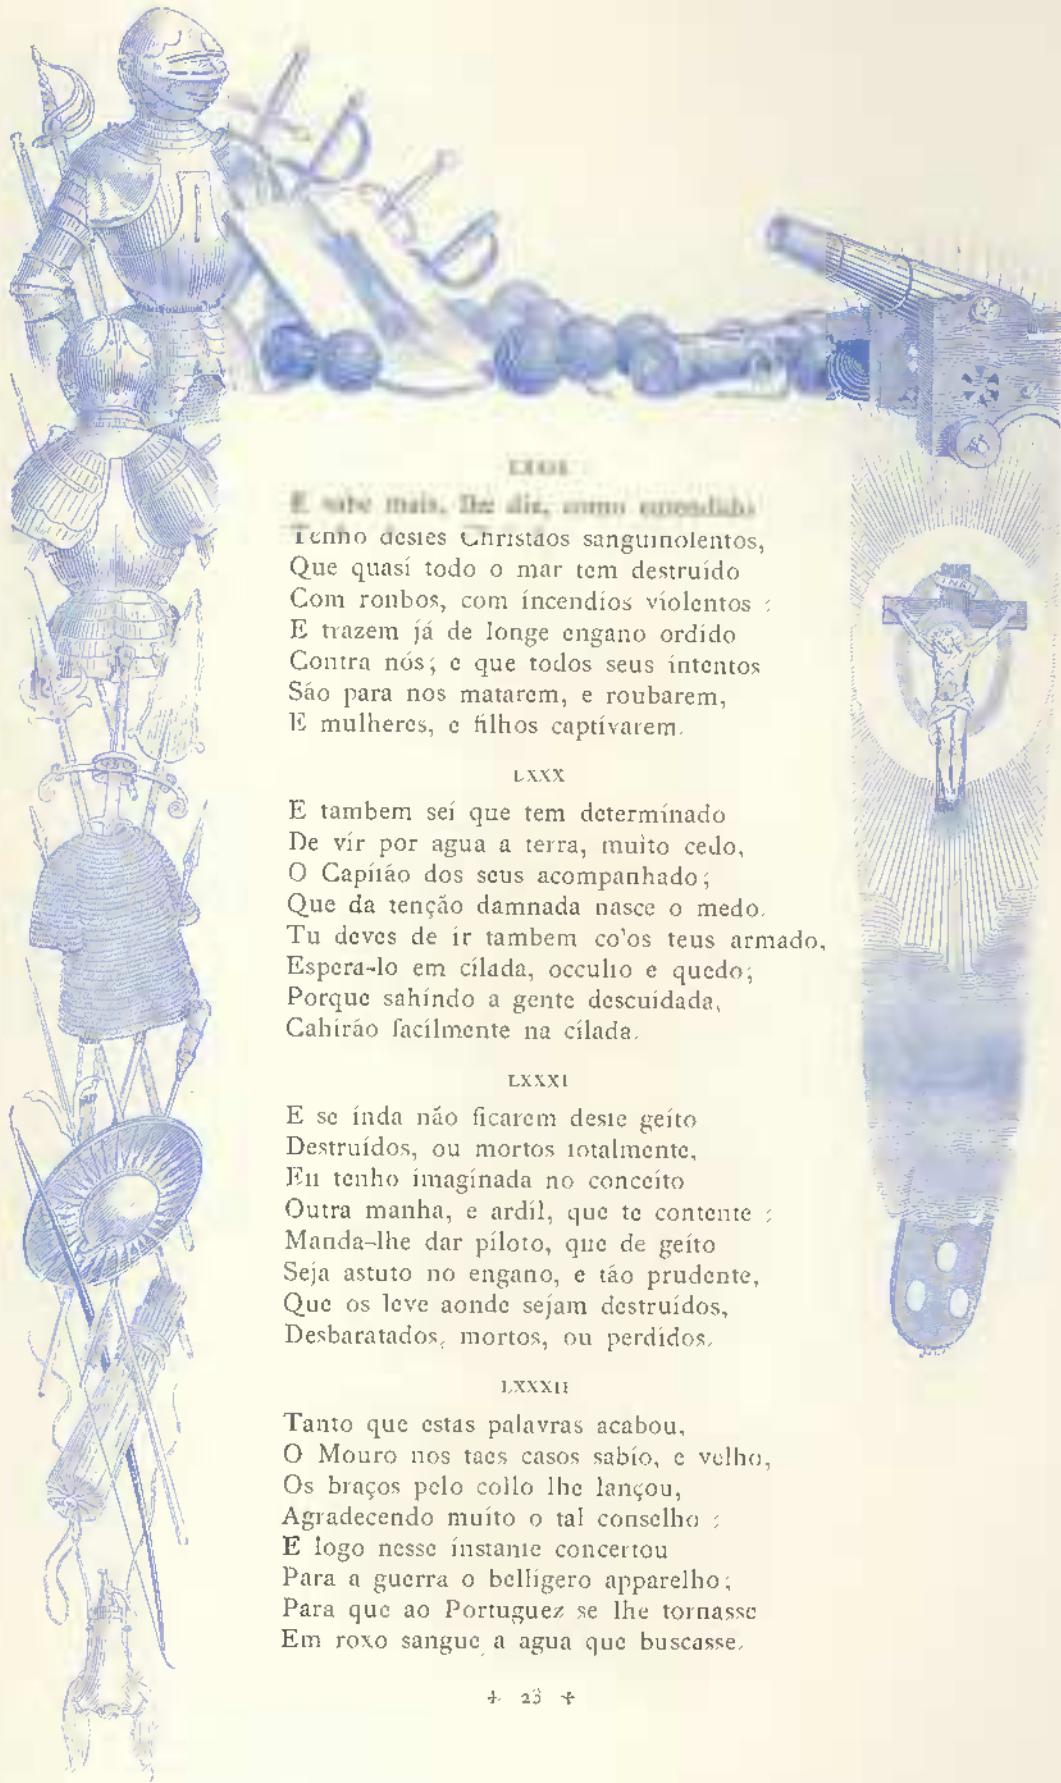 E sabe mais, lhe diz, como entendido
Tenho destes Christãos sanguinolentos,
Que quasi todo o mar tem destruido
Com roubos, com incendios violentos :
E trazem já de longe engano ordido
Contra nós; e que todos seus intentos
São para nos matarem, e roubarem,
E mulheres, e filhos captivarem.
LXXX
E tambem sei que tem determinado
De vir por agua a terra, muito cedo,
O Capitão dos seus acompanhado;
Que da tenção damnada nasce o medo.
Tu deves de ir tambem co'os teus armado,
Espera-lo em cilada, occulto e quedo;
Porque sahindo a gente descuidada,
Cahirão facilmente na cilada.
LXXXI
E se inda não ficarem deste geito
Destruidos, ou mortos totalmente,
Eu tenho imaginada no conceito
Outra manha, e ardil, que te contente :
Manda-lhe dar piloto, que de geito
Seja astuto no engano, e tão prudente,
Que os leve aonde sejam destruidos,
Desbaratados, mortos, ou perdidos.
LXXXII
Tanto que estas palavras acabou,
O Mouro nos taes casos sabio, e velho,
Os braços pelo collo lhe lançou,
Agradecendo muito o tal conselho :
E logo nesse instante concertou
Para a guerra o belligero apparelho;
Para que ao Portuguez se lhe tornasse
Em roxo sangue a agua que buscasse.
23